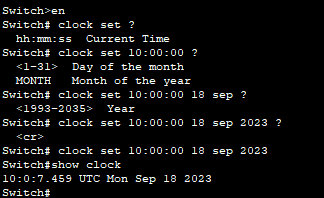 Switch>en
Switch# clock set ?
  hh:mm:ss  Current Time
Switch# clock set 10:00:00 ?
  <1-31>  Day of the month
  MONTH   Month of the year
Switch# clock set 10:00:00 18 sep ?
  <1993-2035>  Year
Switch# clock set 10:00:00 18 sep 2023 ?
  <cr>
Switch# clock set 10:00:00 18 sep 2023
Switch#show clock
10:0:7.459 UTC Mon Sep 18 2023
Switch#